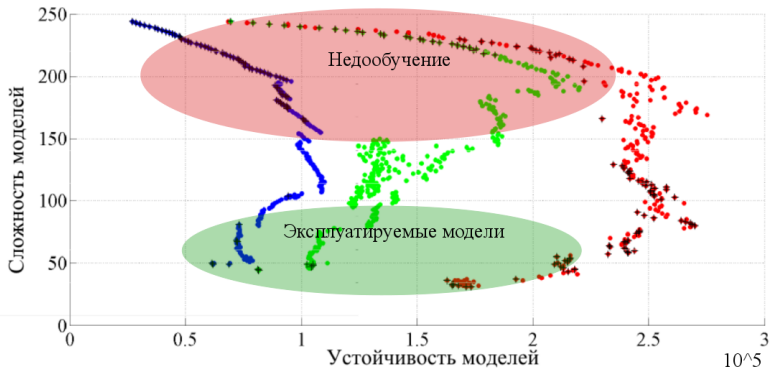 250
200
150
100
50
0
Сложность моделей
Недообучение
Эксплуатируемые модели
0 0.5 1 1.5 2 2.5 3
Устойчивость моделей
10^5